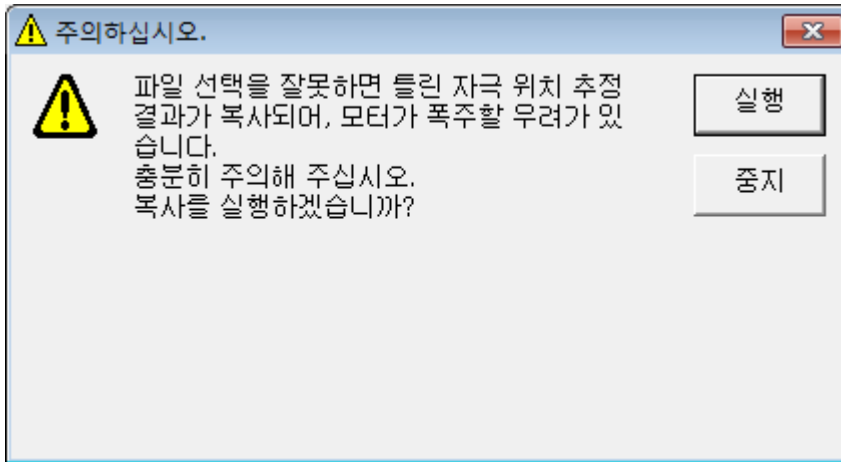 주의하십시오.
파일 선택을 잘못하면 틀린 자극 위치 추정
결과가 복사되어, 모터가 폭주할 우려가 있
습니다.
충분히 주의해 주십시오.
복사를 실행하겠습니까?
실행
중지